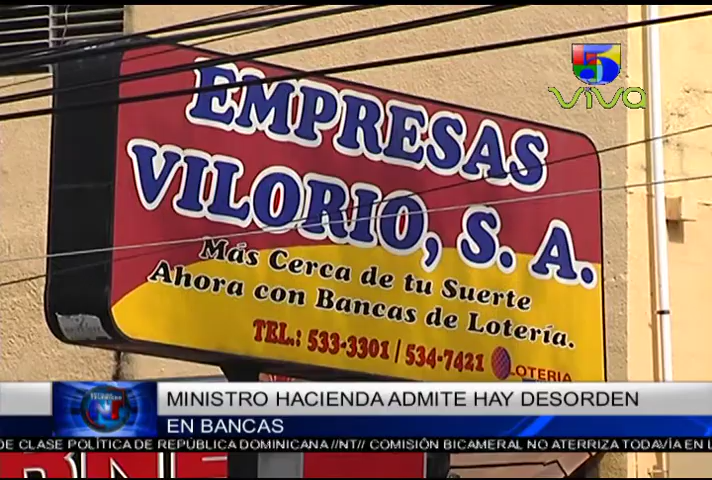 5
VIVA
EMPRESAS
VILORIO, S. A.
Más Cerca de tu Suerte
Ahora con Bancas de Lotería.
TEL.: 533-3301 / 534-7421
LOTERIA
NT
MINISTRO HACIENDA ADMITE HAY DESORDEN
EN BANCAS
DE CLASE POLÍTICA DE REPÚBLICA DOMINICANA //NT// COMISIÓN BICAMERAL NO ATERRIZA TODAVÍA EN L